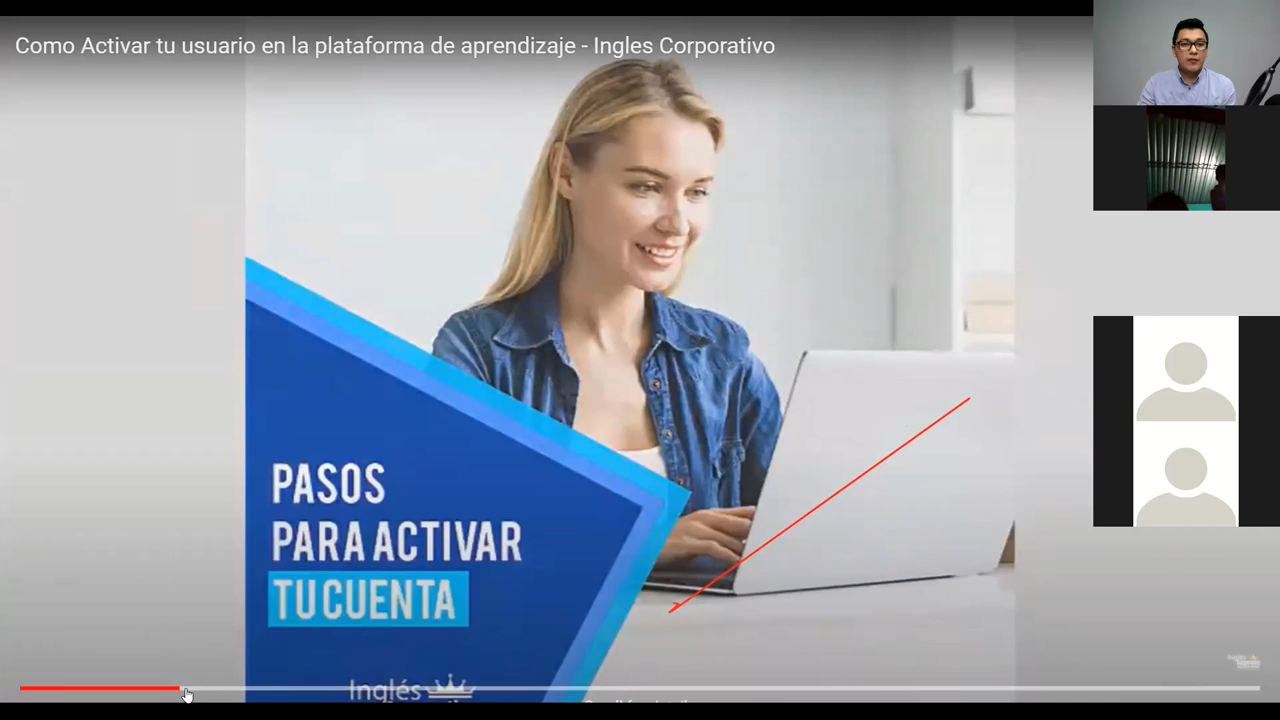 Como Activar tu usuario en la plataforma de aprendizaje - Ingles Corporativo
PASOS
PARA ACTIVAR
TU CUENTA
Inglés